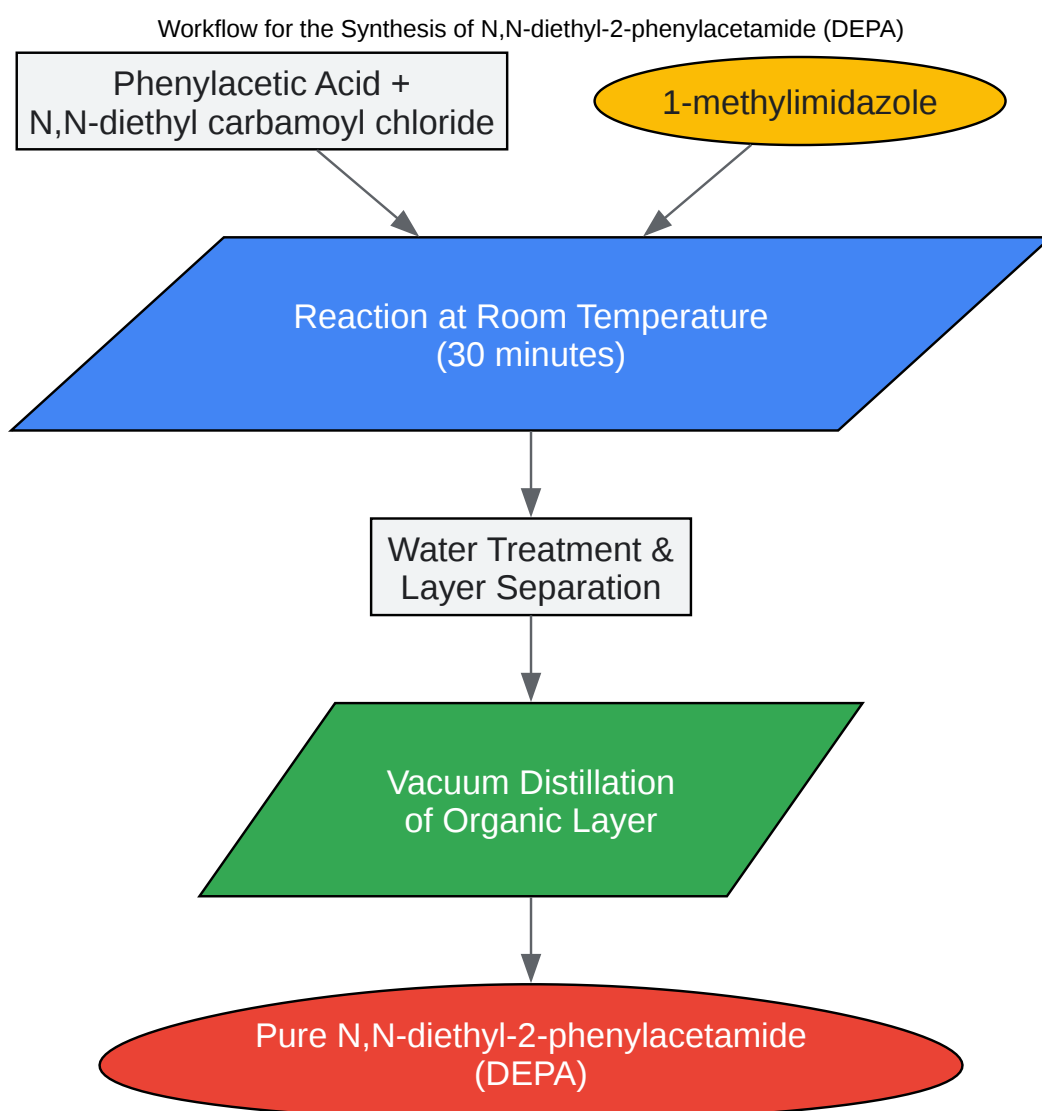 Workflow for the Synthesis of N,N-diethyl-2-phenylacetamide (DEPA)
Phenylacetic Acid +
N,N-diethyl carbamoyl chloride
1-methylimidazole
Reaction at Room Temperature
(30 minutes)
Water Treatment &
Layer Separation
Vacuum Distillation
of Organic Layer
Pure N,N-diethyl-2-phenylacetamide
(DEPA)